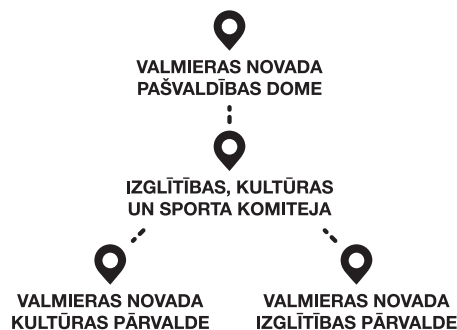 VALMIERAS NOVADA
PAŠVALDĪBAS DOME
IZGLĪTĪBAS, KULTŪRAS
UN SPORTA KOMITEJA
VALMIERAS NOVADA
KULTŪRAS PĀRVALDE
VALMIERAS NOVADA
IZGLĪTĪBAS PĀRVALDE